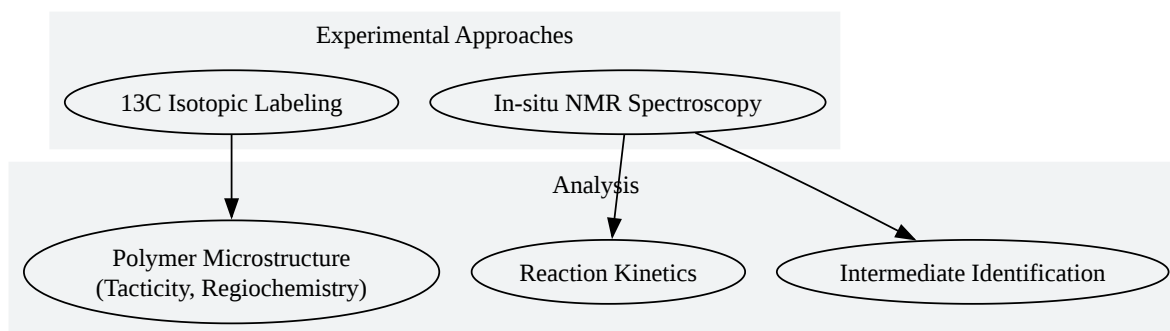 Experimental Approaches
13C Isotopic Labeling
In-situ NMR Spectroscopy
Analysis
Polymer Microstructure
(Tacticity, Regiochemistry)
Reaction Kinetics
Intermediate Identification